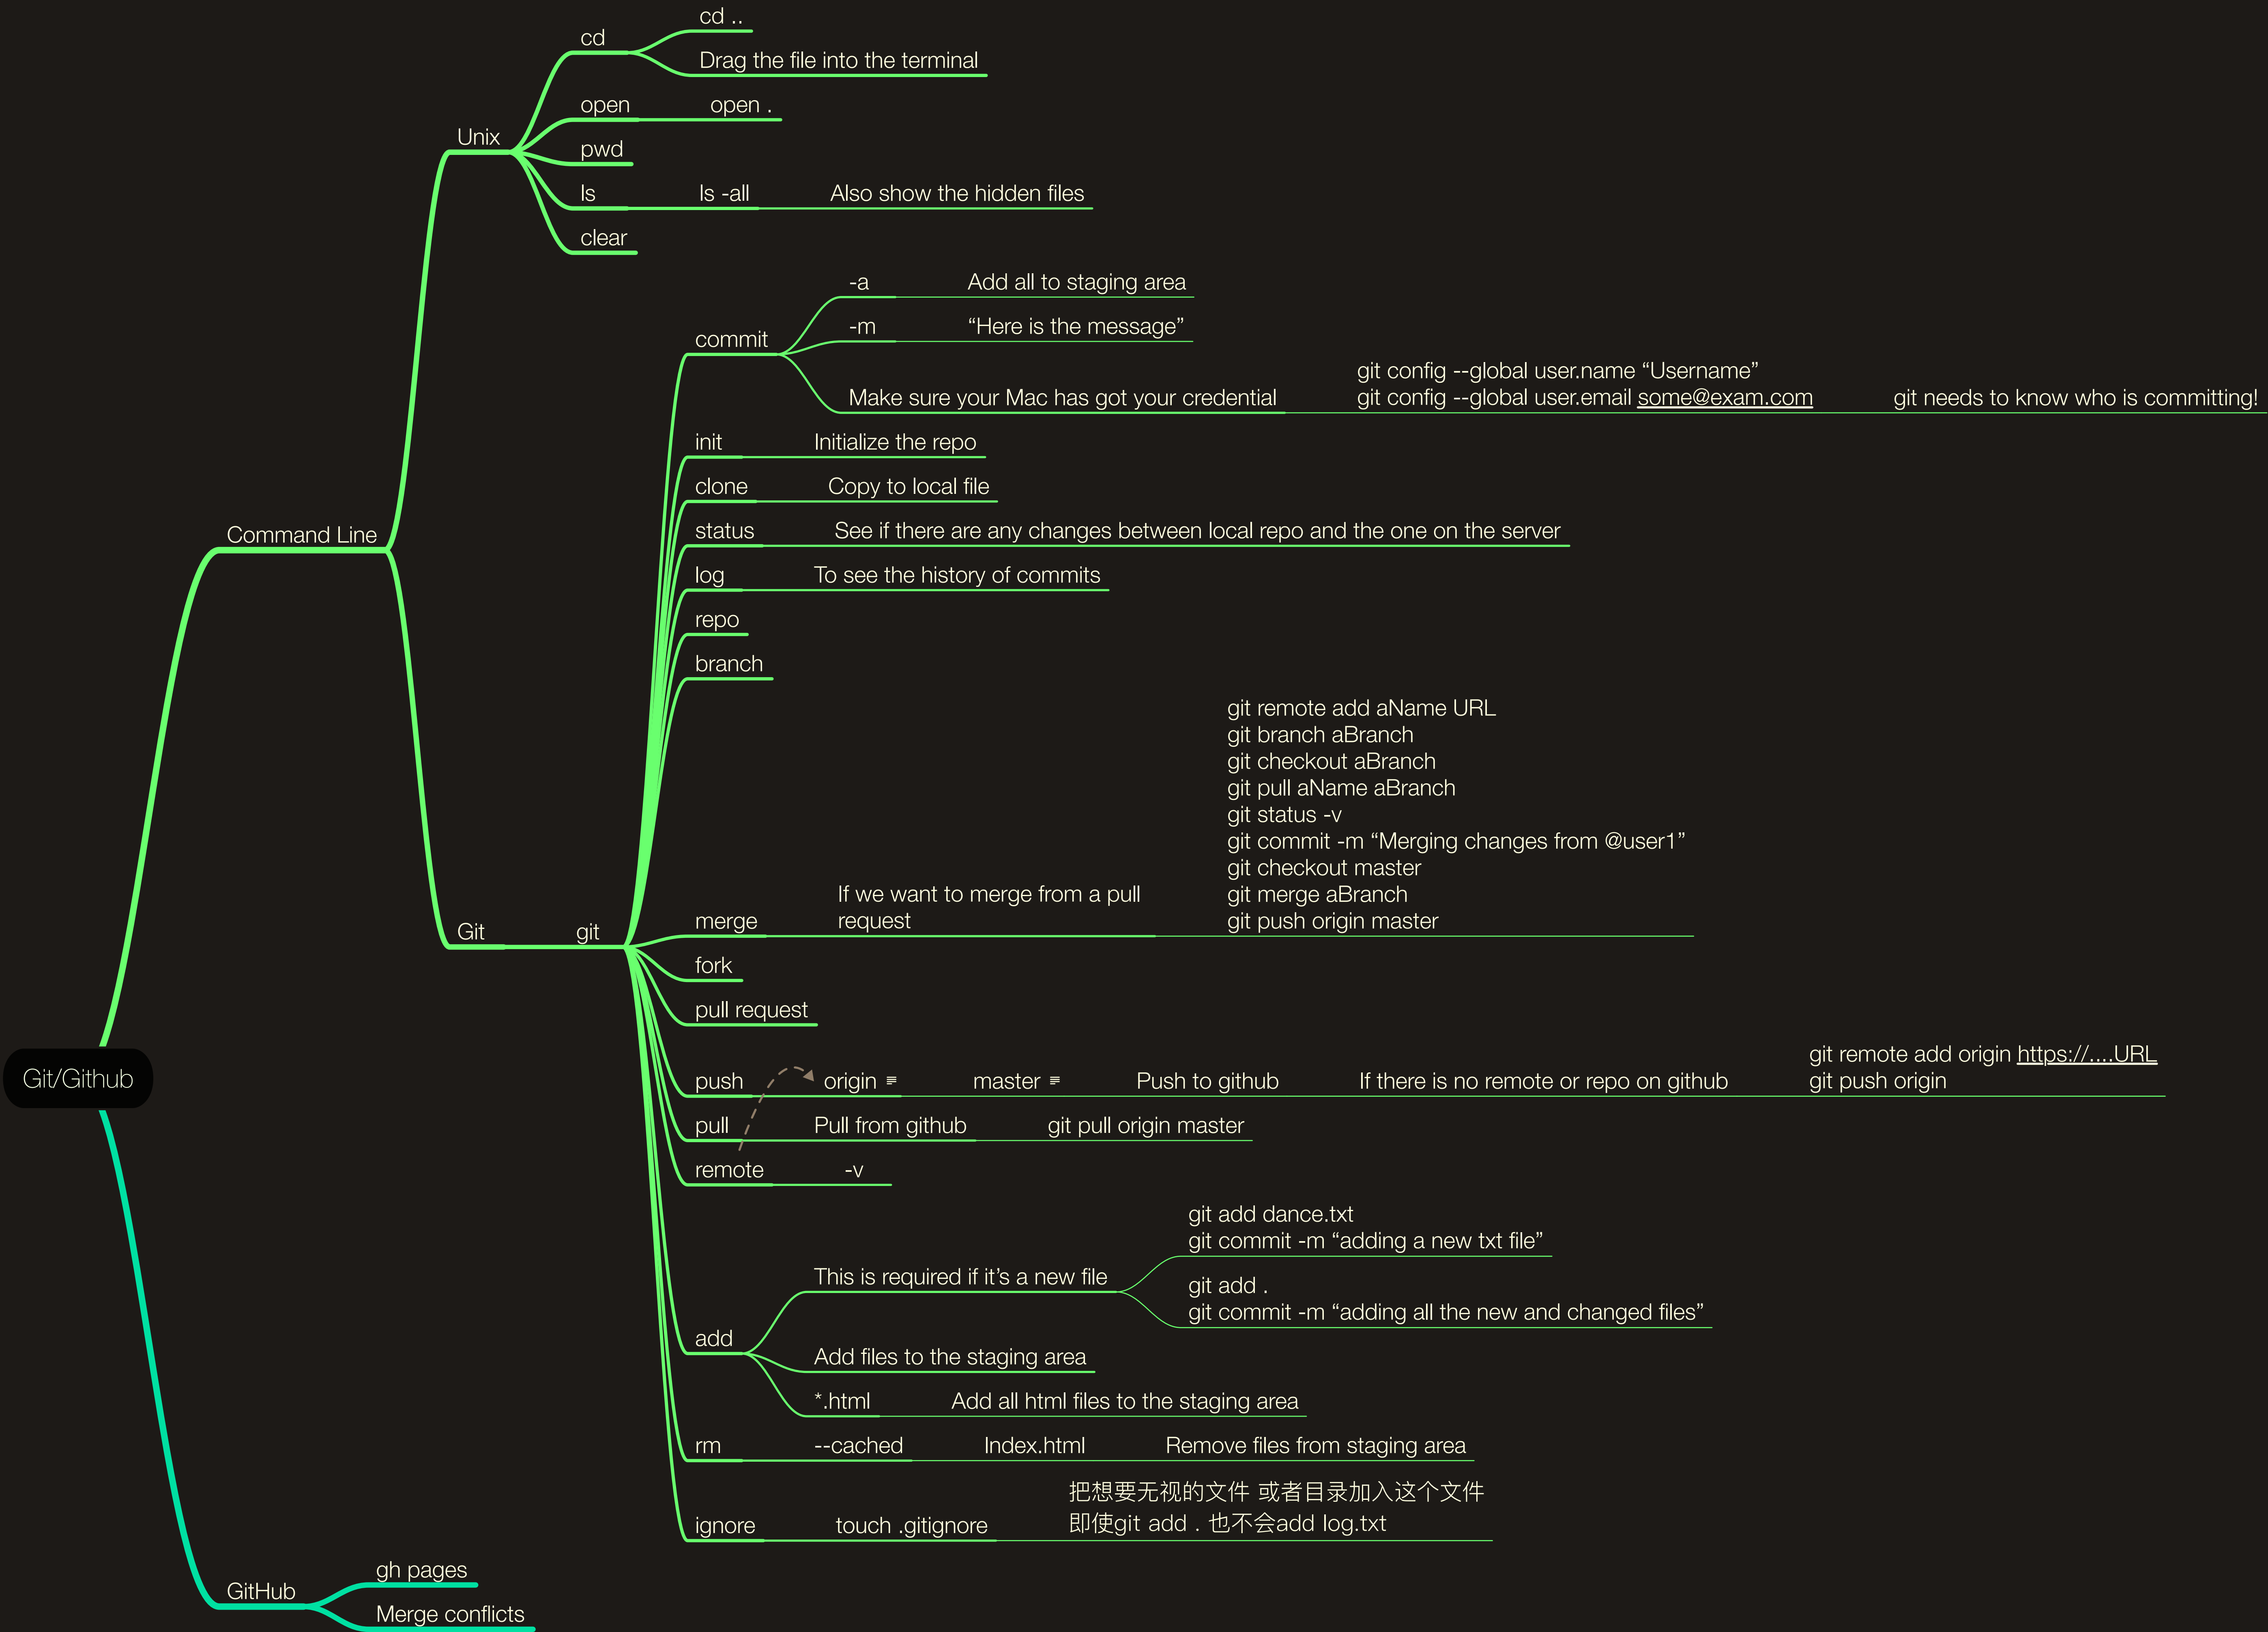 cd ..
cd
Drag the file into the terminal
open
open .
Unix
pwd
ls
ls -all
Also show the hidden files
clear
-a
Add all to staging area
-m
“Here is the message”
commit
git config --global user.name “Username”
Make sure your Mac has got your credential
git config --global user.email some@exam.com
git needs to know who is committing!
init
Initialize the repo
clone
Copy to local file
Command Line
status
See if there are any changes between local repo and the one on the server
log
To see the history of commits
repo
branch
git remote add aName URL
git branch aBranch
git checkout aBranch
git pull aName aBranch
git status -v
git commit -m “Merging changes from @user1”
git checkout master
git merge aBranch
git push origin master
If we want to merge from a pull
request
merge
Git
git
fork
pull request
Git/Github
push
origin
master
Push to github
If there is no remote or repo on github
git remote add origin https://....URL
git push origin
pull
Pull from github
git pull origin master
remote
-v
git add dance.txt
git commit -m “adding a new txt file”
This is required if it’s a new file
git add .
git commit -m “adding all the new and changed files”
add
Add files to the staging area
*.html
Add all html files to the staging area
rm
--cached
Index.html
Remove files from staging area
把想要无视的文件 或者目录加入这个文件
即使git add . 也不会add log.txt
ignore
touch .gitignore
gh pages
GitHub
Merge conflicts